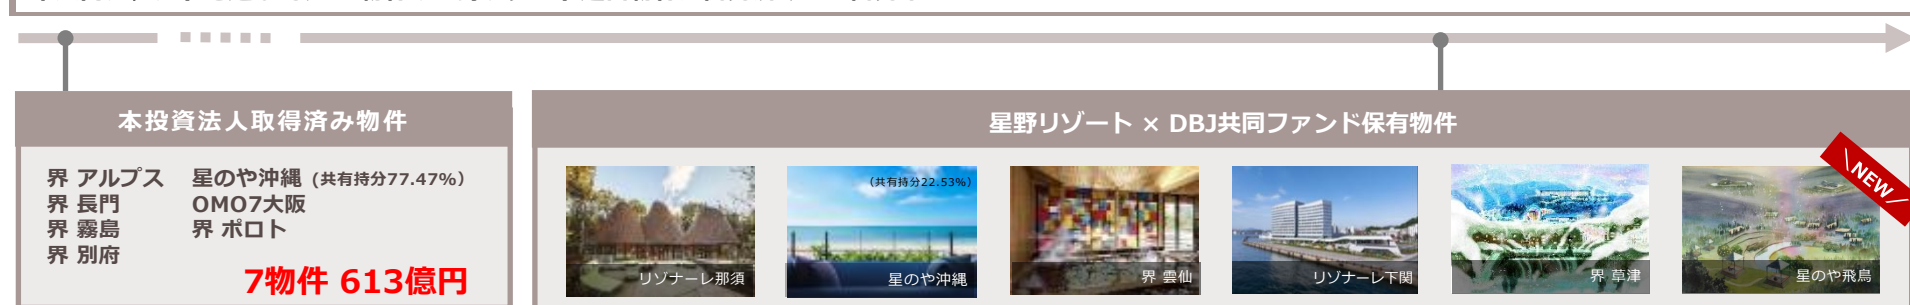 本投資法人取得済み物件
界 アルプス 星のや沖縄 (共有持分77.47%)
界 長門 OMO7大阪
界 霧島 界 ポロト
界 別府
7物件 613億円
星野リゾート × DBJ共同ファンド保有物件
リゾナーレ那須
(共有持分22.53%)
星のや沖縄
界 雲仙
リゾナーレ下関
界 草津
星のや飛鳥
\NEW/